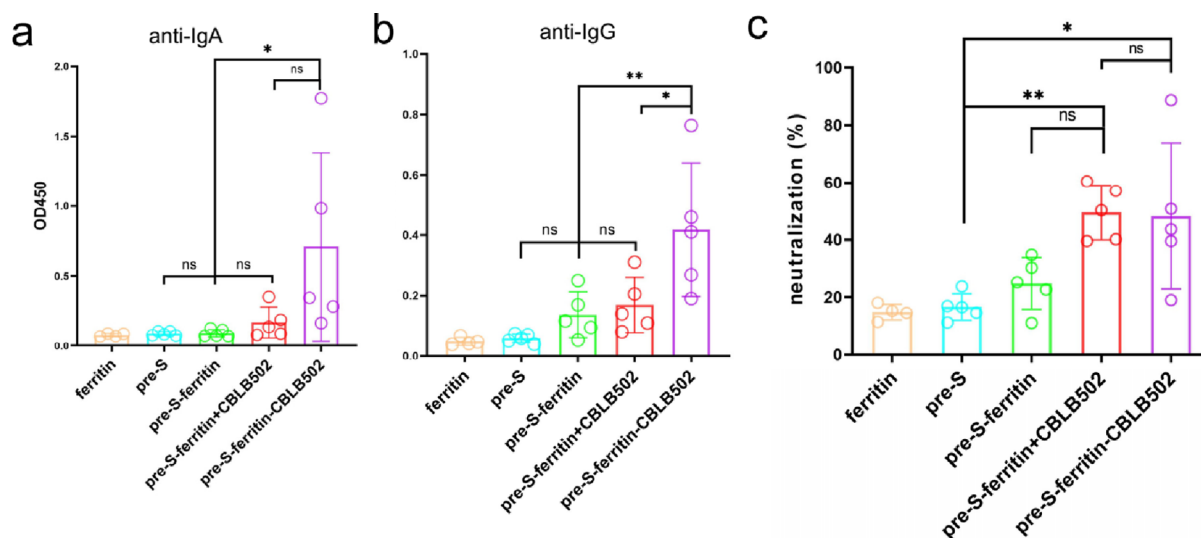 a
anti-IgA
OD450
2.0
1.5
1.0
0.5
0.0
*
ns
ns
ns
ferritin
pre-S
pre-S-ferritin
pre-S-ferritin+CBLB502
pre-S-ferritin-CBLB502
b
anti-IgG
1.0
0.8
0.6
0.4
0.2
0.0
**
*
ns
ns
ferritin
pre-S
pre-S-ferritin
pre-S-ferritin+CBLB502
pre-S-ferritin-CBLB502
c
neutralization (%)
100
80
60
40
20
0
*
ns
**
ns
ferritin
pre-S
pre-S-ferritin
pre-S-ferritin+CBLB502
pre-S-ferritin-CBLB502